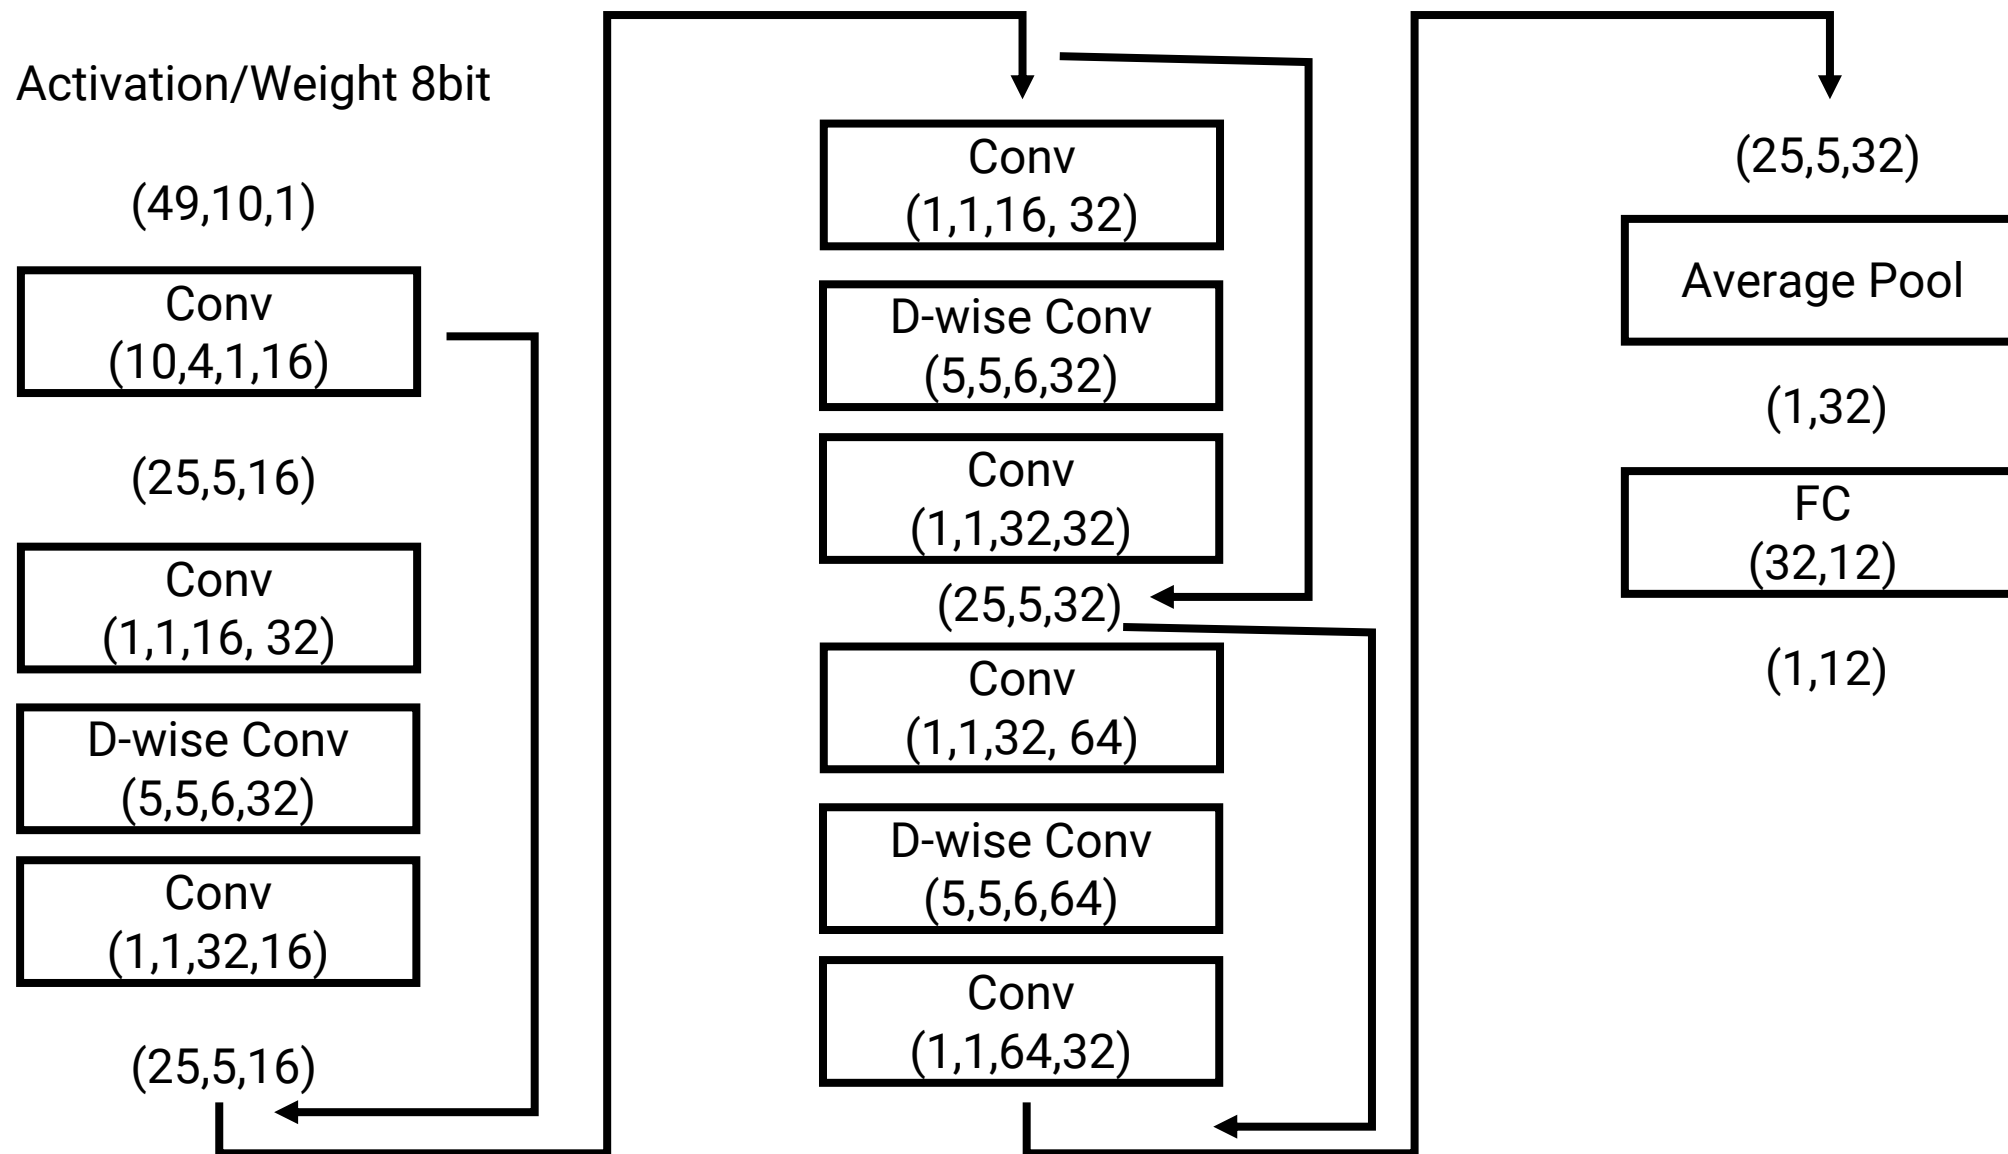 Activation/Weight 8bit
(49,10,1)
Conv
(10,4,1,16)
(25,5,16)
Conv
(1,1,16, 32)
D-wise Conv
(5,5,6,32)
Conv
(1,1,32,16)
(25,5,16)
Conv
(1,1,16, 32)
D-wise Conv
(5,5,6,32)
Conv
(1,1,32,32)
(25,5,32)
Conv
(1,1,32, 64)
D-wise Conv
(5,5,6,64)
Conv
(1,1,64,32)
(25,5,32)
Average Pool
(1,32)
FC
(32,12)
(1,12)